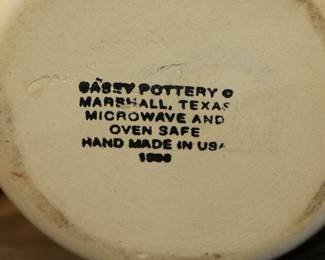 CASEY POTTERY ©
MARSHALL, TEXAS
MICROWAVE AND
OVEN SAFE
HAND MADE IN USA